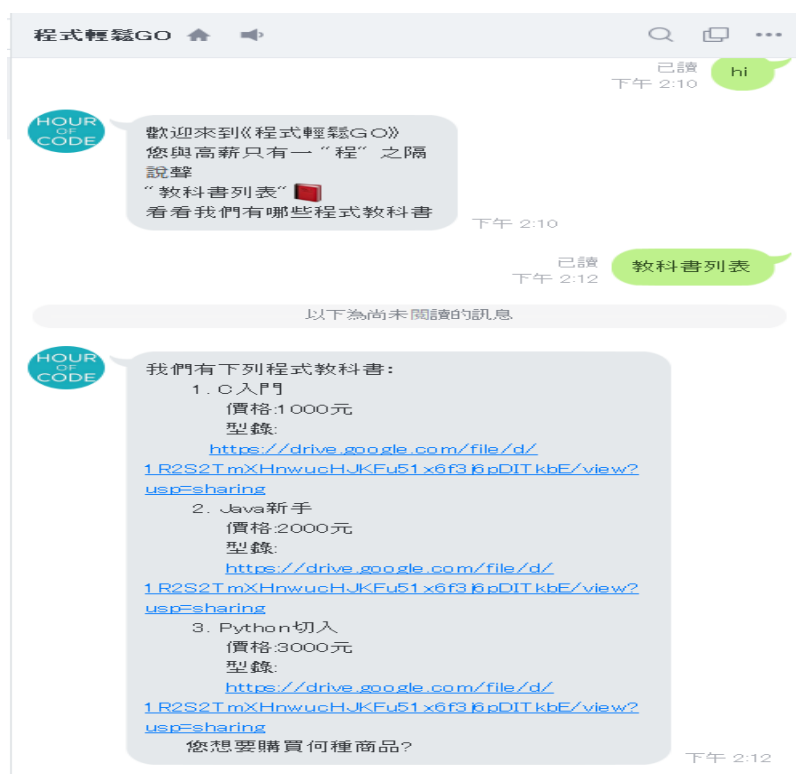 程式輕鬆GO
已讀
下午 2:10
hi
HOUR
OF
CODE
歡迎來到《程式輕鬆GO》
您與高薪只有一“程”之隔
說聲
“教科書列表”
看看我們有哪些程式教科書
下午 2:10
已讀
下午 2:12
教科書列表
以下為尚未閱讀的訊息
HOUR
OF
CODE
我們有下列程式教科書:
1. C入門
價格:1000元
型錄:
https://drive.google.com/file/d/
1R2S2TmXHnwucHJKFu51x6f3j6pDITkbE/view?
usp=sharing
2. Java新手
價格:2000元
型錄:
https://drive.google.com/file/d/
1R2S2TmXHnwucHJKFu51x6f3j6pDITkbE/view?
usp=sharing
3. Python切入
價格:3000元
型錄:
https://drive.google.com/file/d/
1R2S2TmXHnwucHJKFu51x6f3j6pDITkbE/view?
usp=sharing
您想要購買何種商品?
下午 2:12